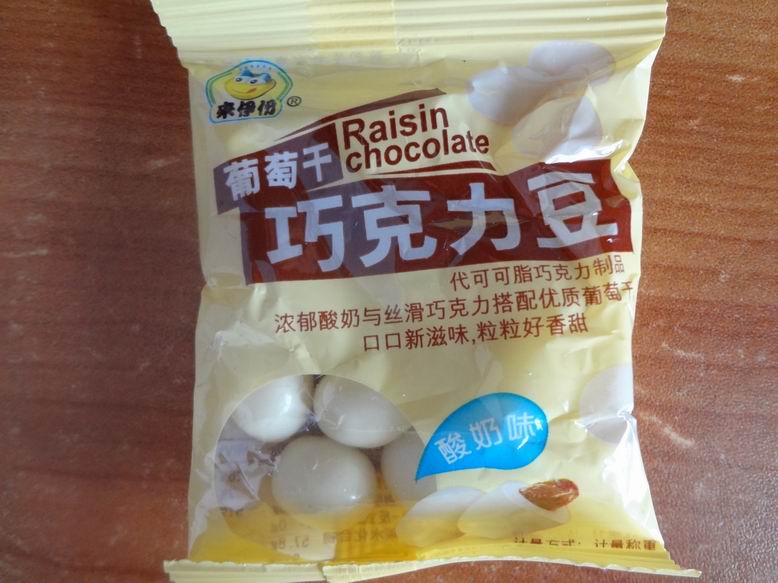 来伊份®
Raisin
chocolate
葡萄干
巧克力豆
代可可脂巧克力制品
浓郁酸奶与丝滑巧克力搭配优质葡萄干
口口新滋味,粒粒好香甜
酸奶味
计量方式:计量称重